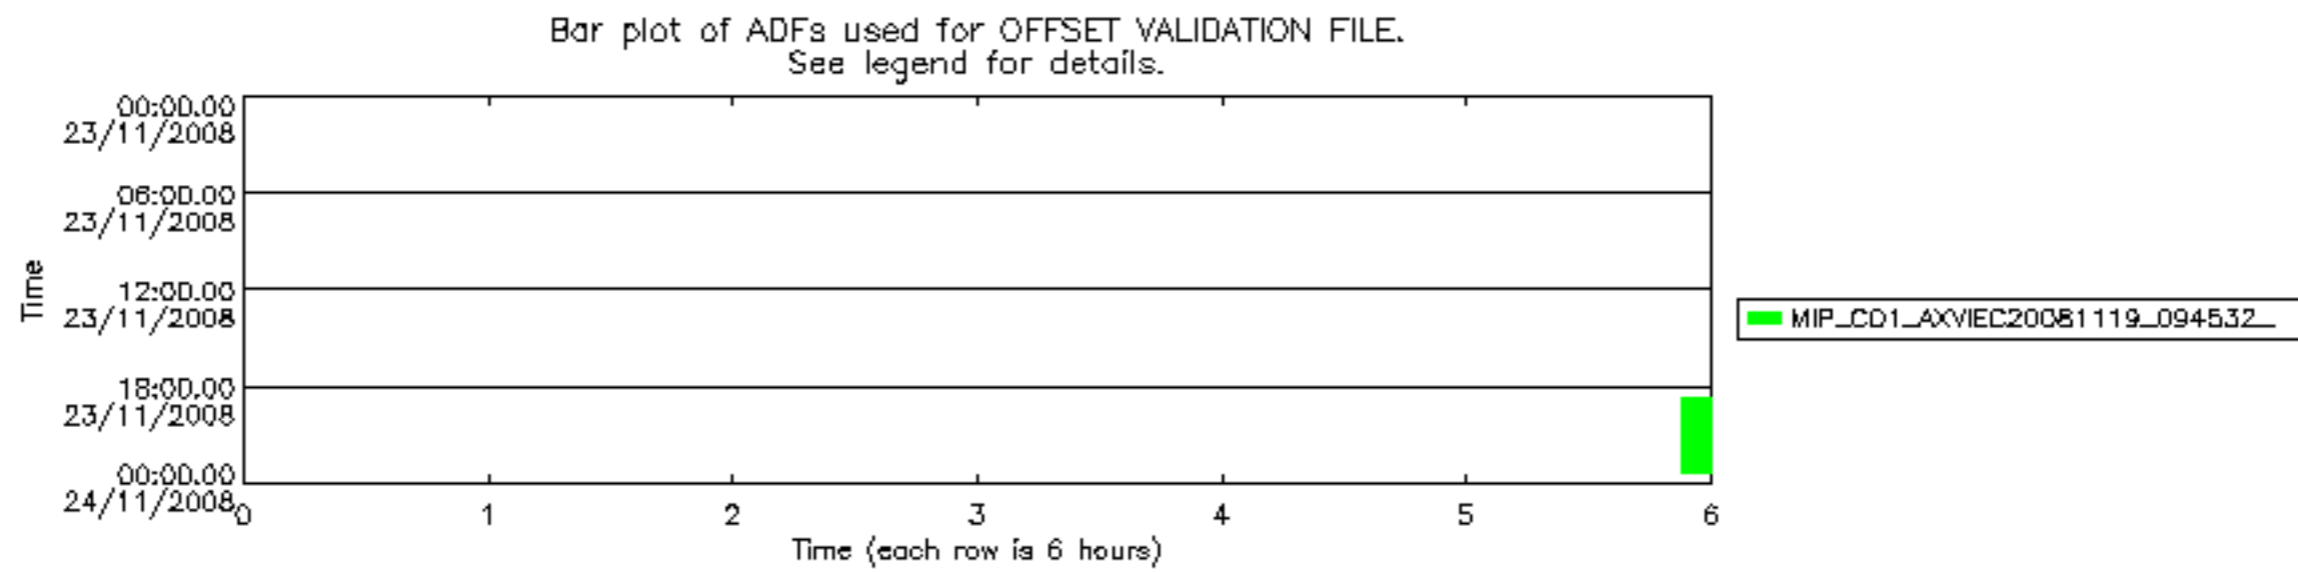 Bar plot of ADFs used for OFFSET VALIDATION FILE.
See legend for details.
00:00.00
23/11/2008
06:00.00
23/11/2008
12:00.00
23/11/2008
18:00.00
23/11/2008
00:00.00
24/11/2008
Time
0 1 2 3 4 5 6
Time (each row is 6 hours)
MIP_CO1_AXVIEC20081119_094532_